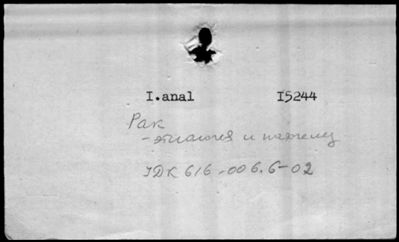 I.anal I5244
Рак
- этиология и патогенез
УДК 616-006.6-02